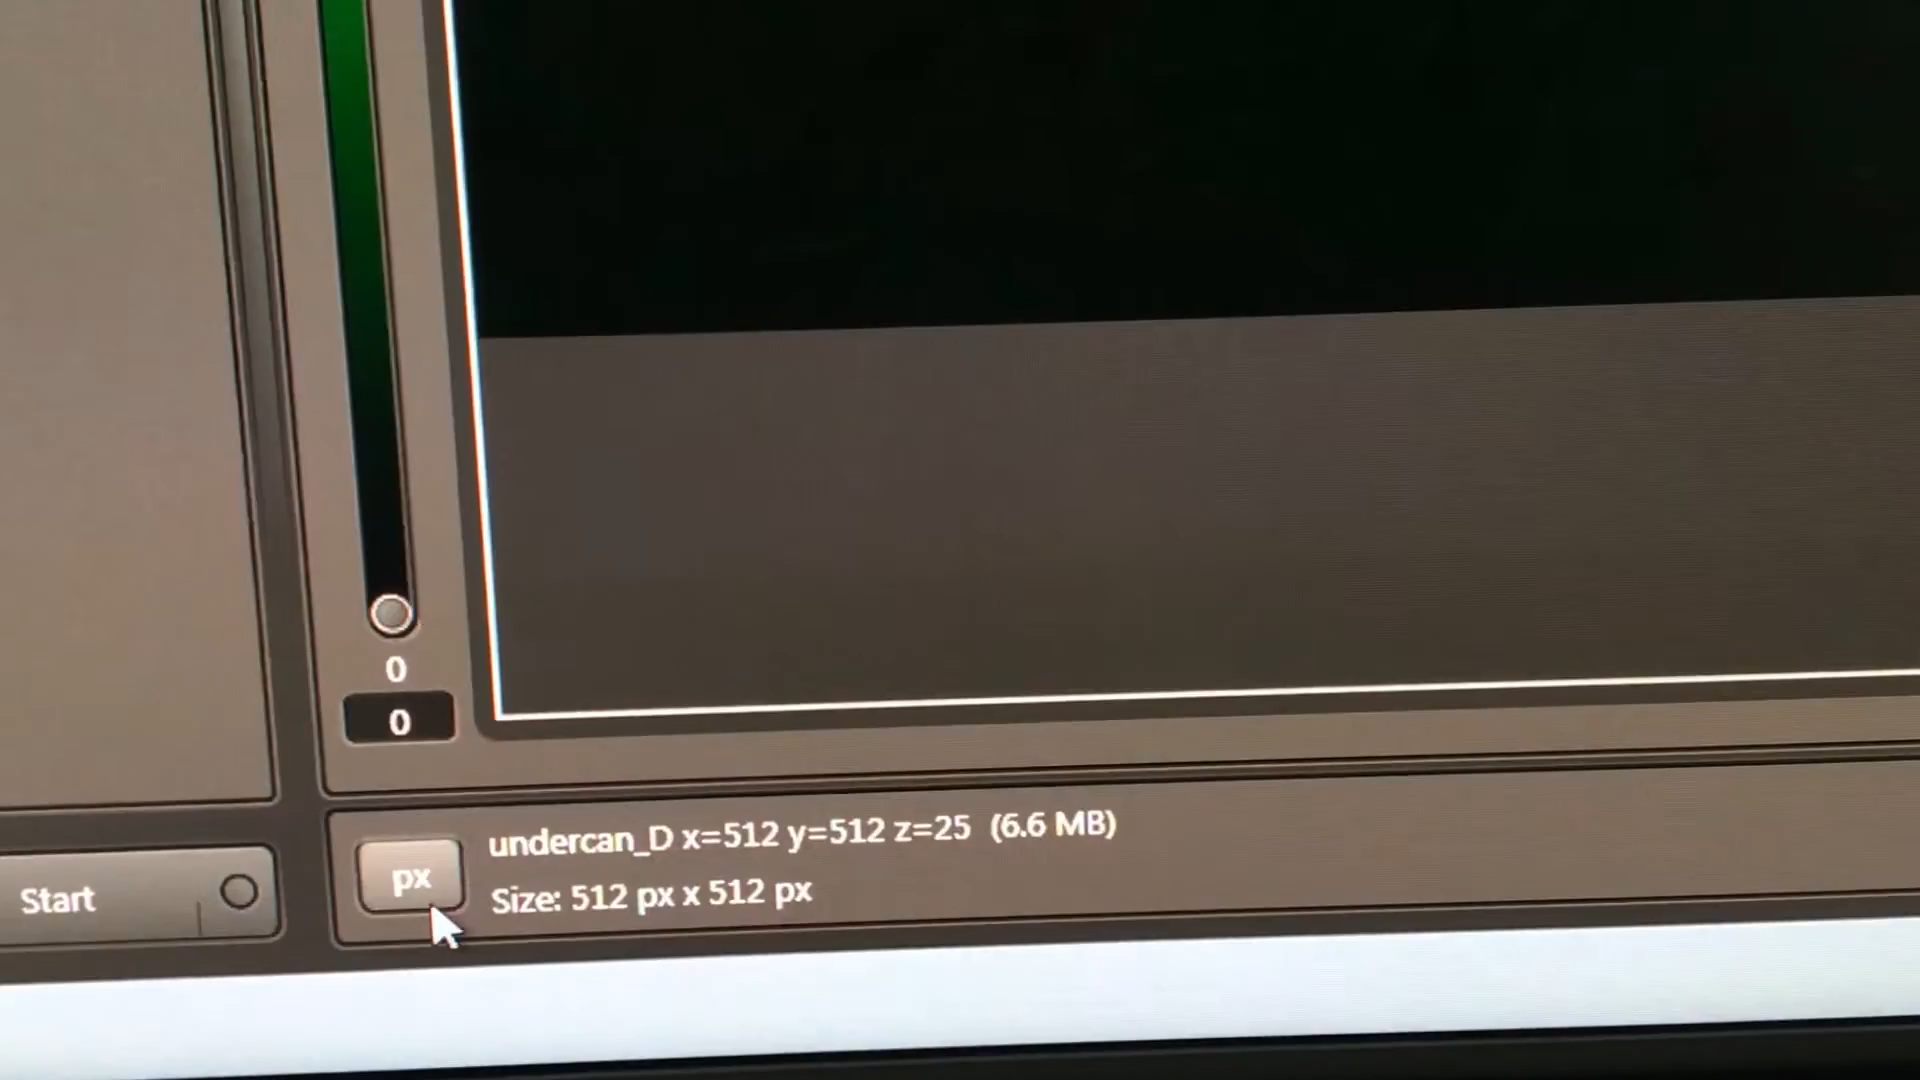 0
0
undercan_D x=512 y=512 z=25 (6.6 MB)
px
Size: 512 px x 512 px
Start